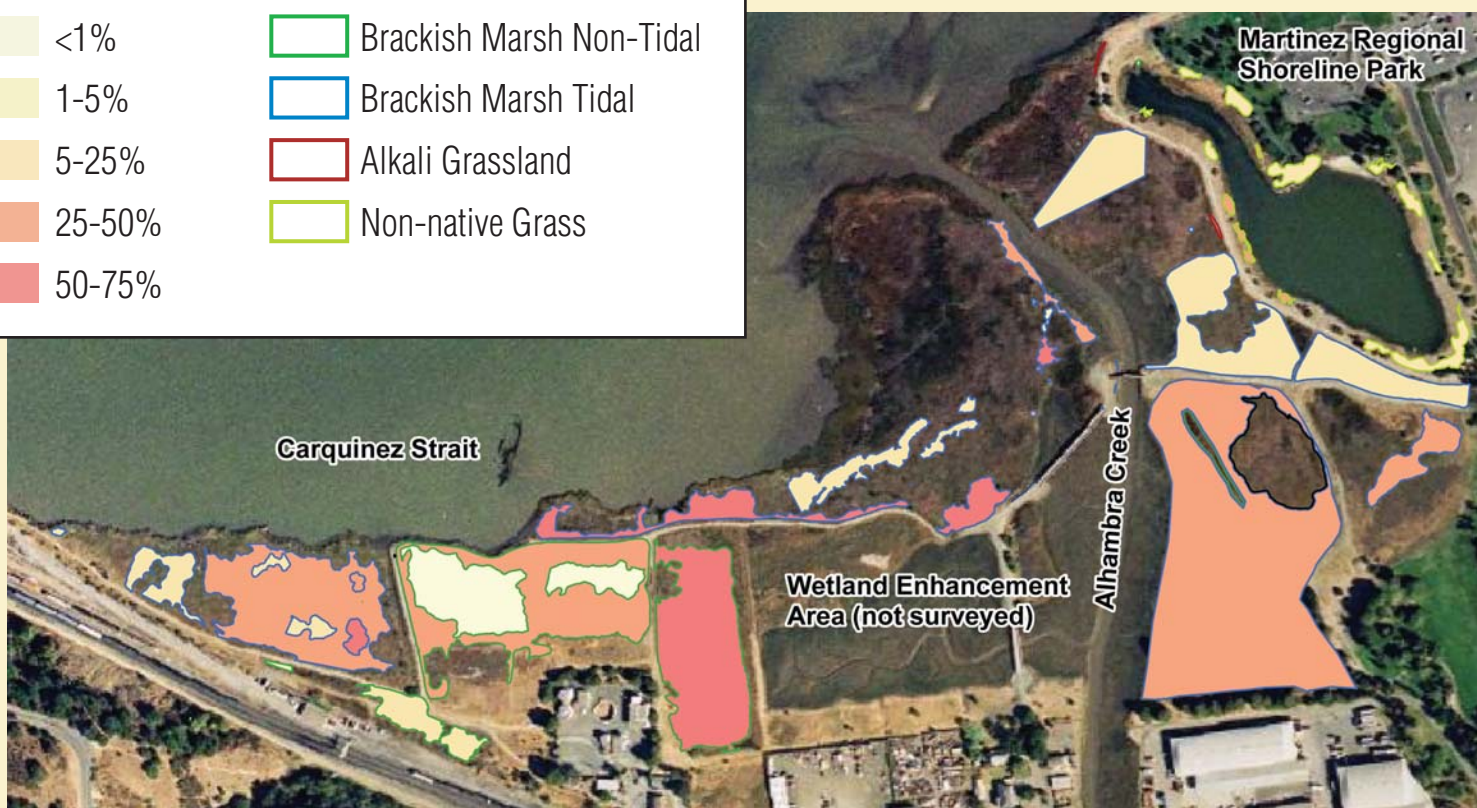 <1%
1-5%
5-25%
25-50%
50-75%
Brackish Marsh Non-Tidal
Brackish Marsh Tidal
Alkali Grassland
Non-native Grass
Martinez Regional
Shoreline Park
Carquinez Strait
Alhambra Creek
Wetland Enhancement
Area (not surveyed)